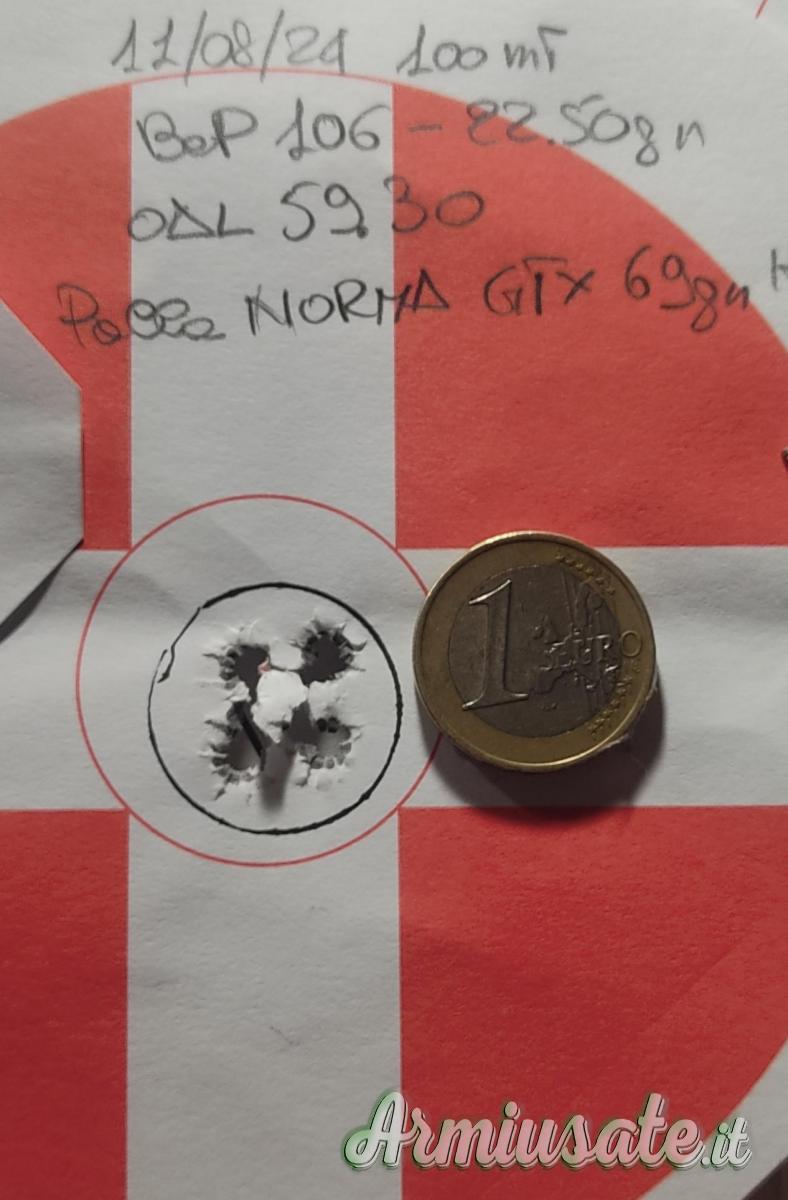 11/08/24 100 mT
BeP 106 - 22.50gn
OAL 59.30
Palla NORMA GTX 69gn
1 EURO
Armiusate.it